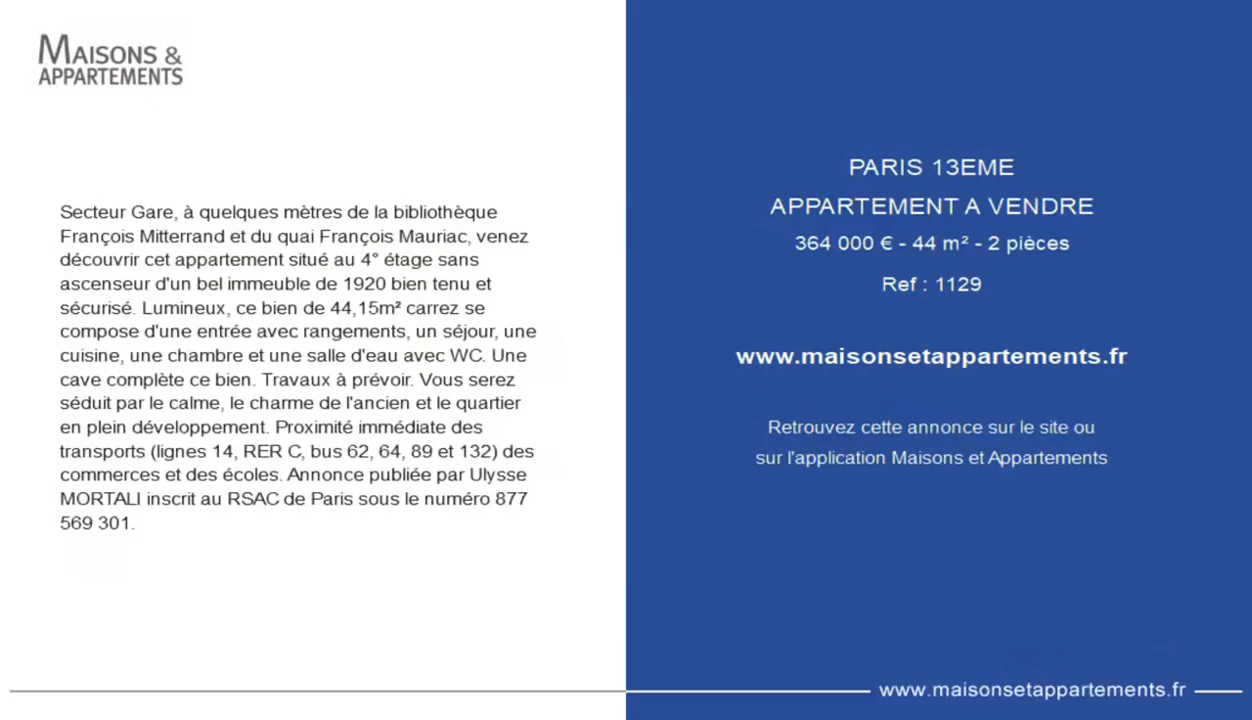 MAISONS &
APPARTEMENTS
Secteur Gare, à quelques mètres de la bibliothèque
François Mitterrand et du quai François Mauriac, venez
découvrir cet appartement situé au 4° étage sans
ascenseur d'un bel immeuble de 1920 bien tenu et
sécurisé. Lumineux, ce bien de 44,15m² carrez se
compose d'une entrée avec rangements, un séjour, une
cuisine, une chambre et une salle d'eau avec WC. Une
cave complète ce bien. Travaux à prévoir. Vous serez
séduit par le calme, le charme de l'ancien et le quartier
en plein développement. Proximité immédiate des
transports (lignes 14, RER C, bus 62, 64, 89 et 132) des
commerces et des écoles. Annonce publiée par Ulysse
MORTALI inscrit au RSAC de Paris sous le numéro 877
569 301.
PARIS 13EME
APPARTEMENT A VENDRE
364 000 € - 44 m² - 2 pièces
Ref : 1129
www.maisonsetappartements.fr
Retrouvez cette annonce sur le site ou
sur l'application Maisons et Appartements
www.maisonsetappartements.fr